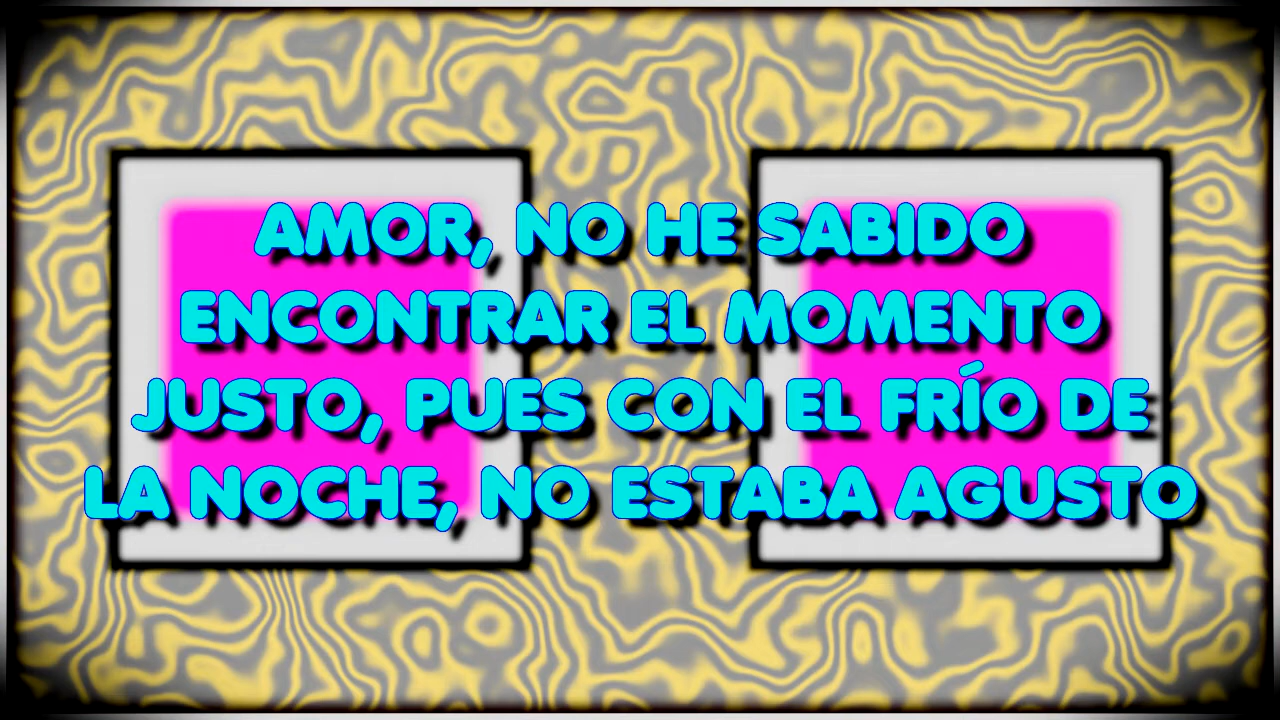 AMOR, NO HE SABIDO
ENCONTRAR EL MOMENTO
JUSTO, PUES CON EL FRÍO DE
LA NOCHE, NO ESTABA AGUSTO